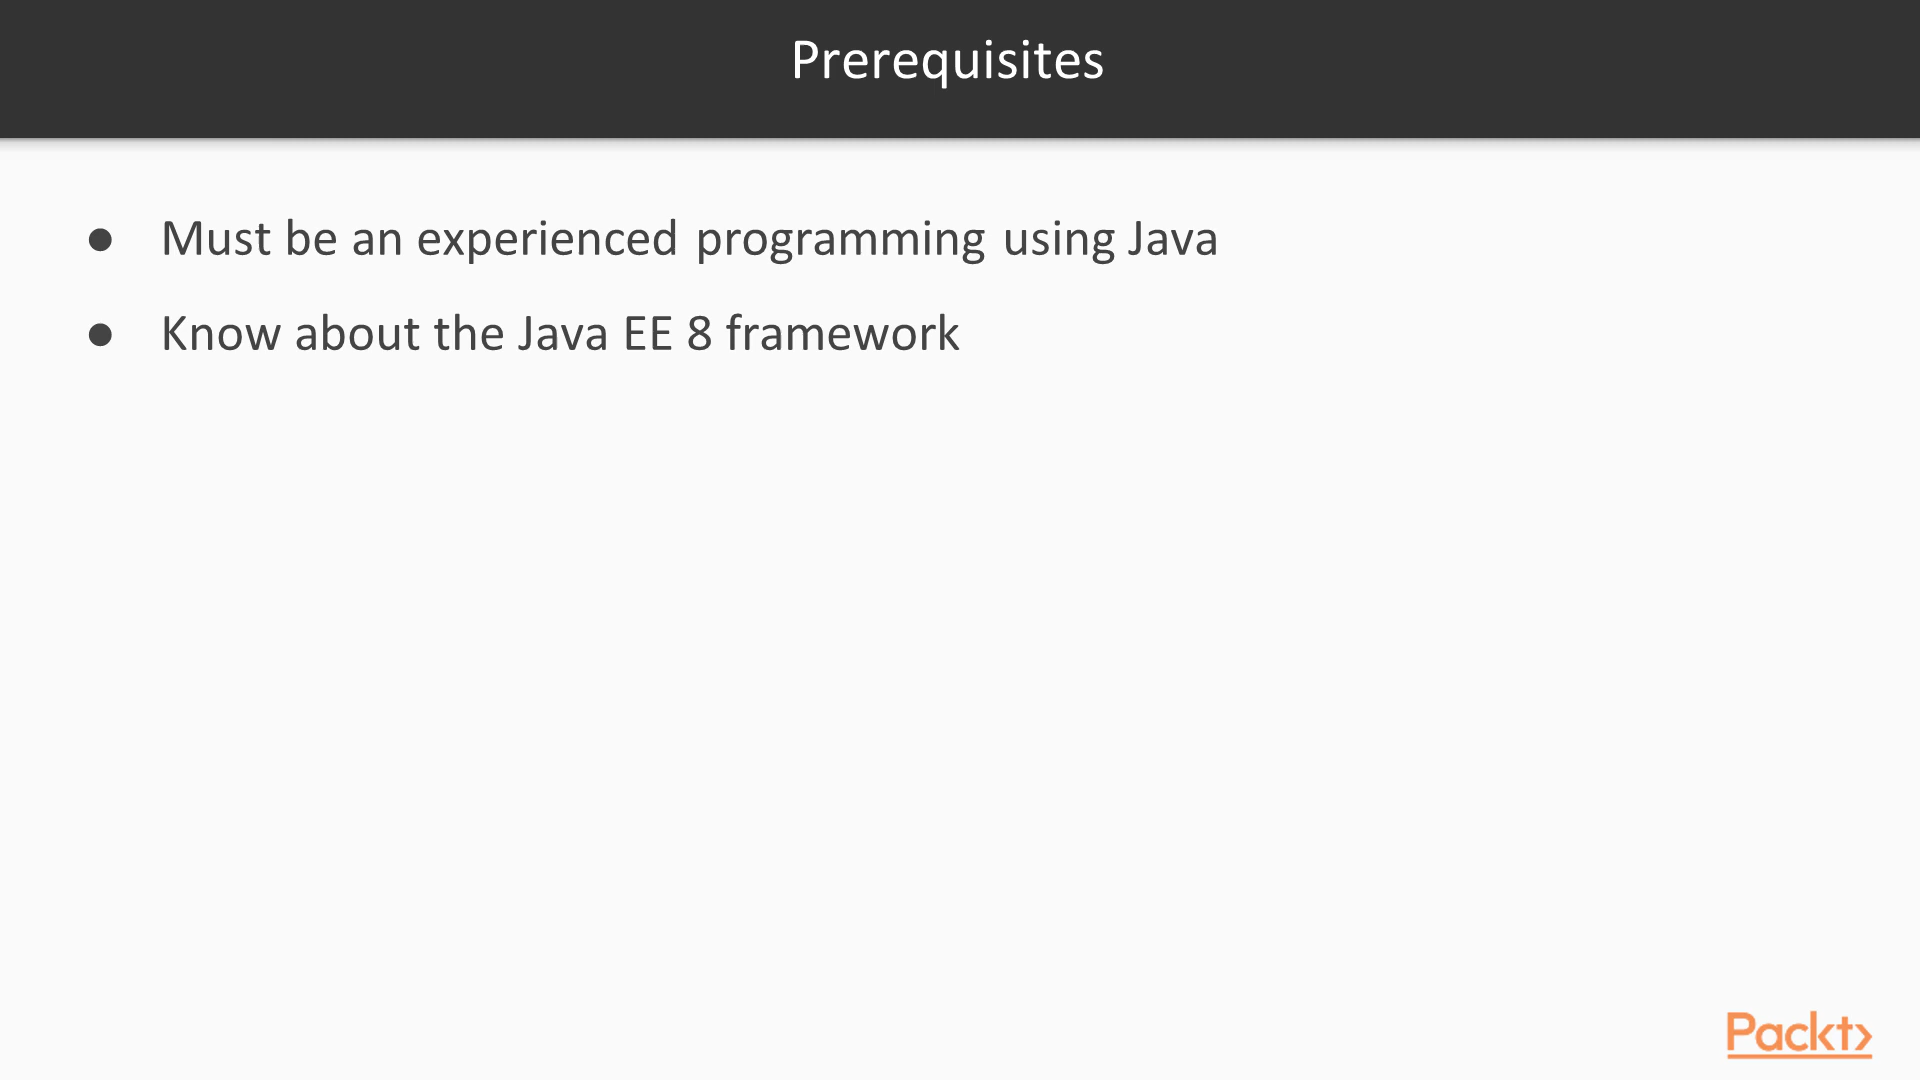 Prerequisites
● Must be an experienced programming using Java
● Know about the Java EE 8 framework
Packt>